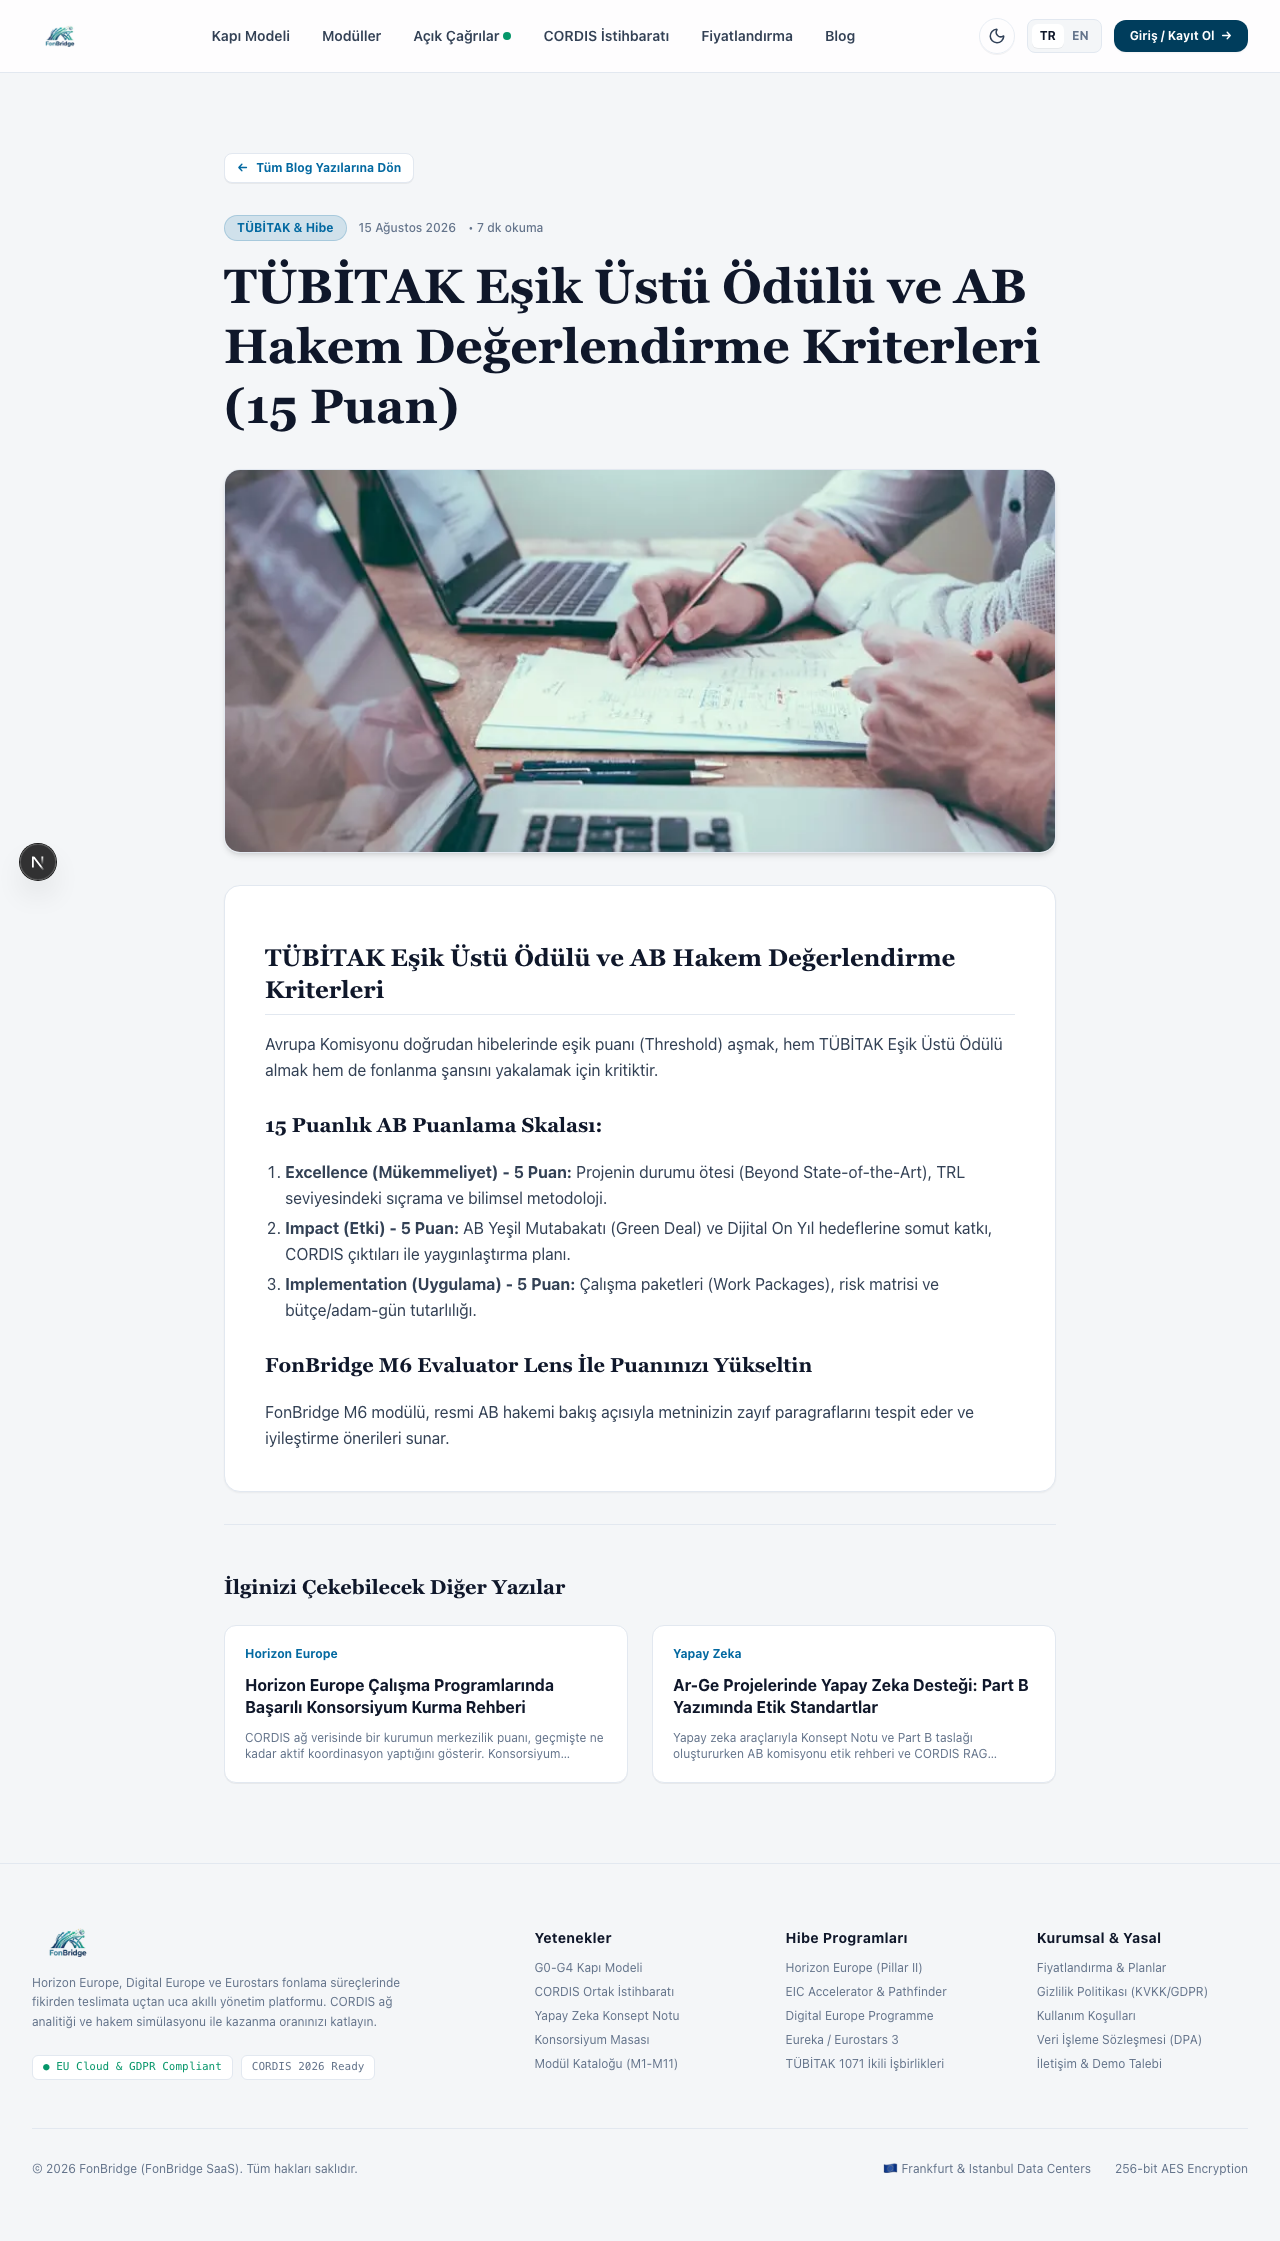 FonBridge
Kapı Modeli
Modüller
Açık Çağrılar
CORDIS İstihbaratı
Fiyatlandırma
Blog
TR
EN
Giriş / Kayıt Ol →
← Tüm Blog Yazılarına Dön
TÜBİTAK & Hibe
15 Ağustos 2026
• 7 dk okuma
TÜBİTAK Eşik Üstü Ödülü ve AB
Hakem Değerlendirme Kriterleri
(15 Puan)
N
TÜBİTAK Eşik Üstü Ödülü ve AB Hakem Değerlendirme
Kriterleri
Avrupa Komisyonu doğrudan hibelerinde eşik puanı (Threshold) aşmak, hem TÜBİTAK Eşik Üstü Ödülü
almak hem de fonlanma şansını yakalamak için kritiktir.
15 Puanlık AB Puanlama Skalası:
1. Excellence (Mükemmeliyet) - 5 Puan: Projenin durumu ötesi (Beyond State-of-the-Art), TRL
seviyesindeki sıçrama ve bilimsel metodoloji.
2. Impact (Etki) - 5 Puan: AB Yeşil Mutabakatı (Green Deal) ve Dijital On Yıl hedeflerine somut katkı,
CORDIS çıktıları ile yaygınlaştırma planı.
3. Implementation (Uygulama) - 5 Puan: Çalışma paketleri (Work Packages), risk matrisi ve
bütçe/adam-gün tutarlılığı.
FonBridge M6 Evaluator Lens İle Puanınızı Yükseltin
FonBridge M6 modülü, resmi AB hakemi bakış açısıyla metninizin zayıf paragraflarını tespit eder ve
iyileştirme önerileri sunar.
İlginizi Çekebilecek Diğer Yazılar
Horizon Europe
Horizon Europe Çalışma Programlarında
Başarılı Konsorsiyum Kurma Rehberi
CORDIS ağ verisinde bir kurumun merkezilik puanı, geçmişte ne
kadar aktif koordinasyon yaptığını gösterir. Konsorsiyum...
Yapay Zeka
Ar-Ge Projelerinde Yapay Zeka Desteği: Part B
Yazımında Etik Standartlar
Yapay zeka araçlarıyla Konsept Notu ve Part B taslağı
oluştururken AB komisyonu etik rehberi ve CORDIS RAG...
FonBridge
Horizon Europe, Digital Europe ve Eurostars fonlama süreçlerinde
fikirden teslimata uçtan uca akıllı yönetim platformu. CORDIS ağ
analitiği ve hakem simülasyonu ile kazanma oranınızı katlayın.
● EU Cloud & GDPR Compliant
CORDIS 2026 Ready
Yetenekler
G0-G4 Kapı Modeli
CORDIS Ortak İstihbaratı
Yapay Zeka Konsept Notu
Konsorsiyum Masası
Modül Kataloğu (M1-M11)
Hibe Programları
Horizon Europe (Pillar II)
EIC Accelerator & Pathfinder
Digital Europe Programme
Eureka / Eurostars 3
TÜBİTAK 1071 İkili İşbirlikleri
Kurumsal & Yasal
Fiyatlandırma & Planlar
Gizlilik Politikası (KVKK/GDPR)
Kullanım Koşulları
Veri İşleme Sözleşmesi (DPA)
İletişim & Demo Talebi
© 2026 FonBridge (FonBridge SaaS). Tüm hakları saklıdır.
Frankfurt & Istanbul Data Centers
256-bit AES Encryption